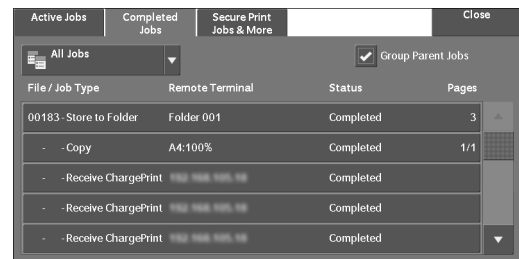 Active Jobs
Completed Jobs
Secure Print Jobs & More
Close
All Jobs
Group Parent Jobs
File / Job Type Remote Terminal Status Pages
00183 - Store to Folder Folder 001 Completed 3
- - Copy A4:100% Completed 1/1
- - Receive ChargePrint Completed
- - Receive ChargePrint Completed
- - Receive ChargePrint Completed